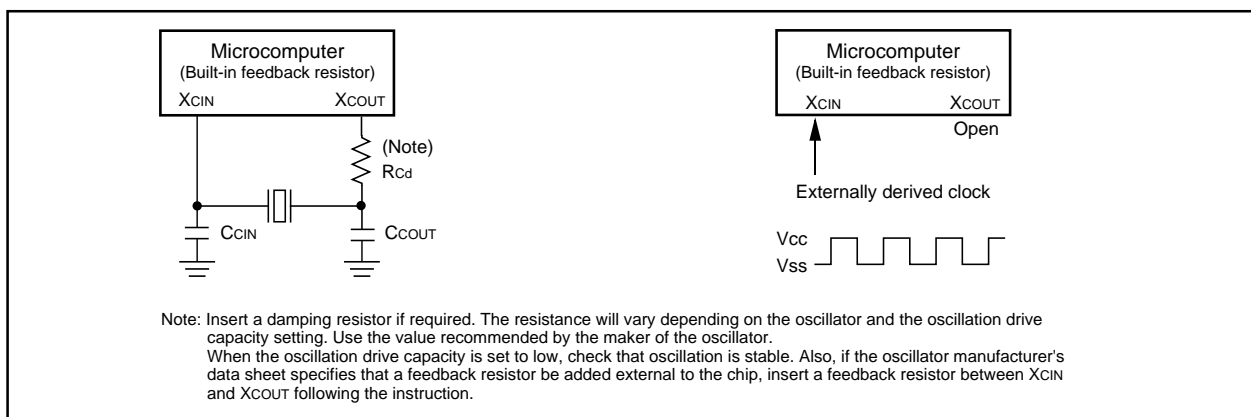 Microcomputer
(Built-in feedback resistor)
XCIN XCOUT
(Note)
RCd
CCIN CCOUT
Microcomputer
(Built-in feedback resistor)
XCIN XCOUT
Open
Externally derived clock
Vcc
Vss
Note: Insert a damping resistor if required. The resistance will vary depending on the oscillator and the oscillation drive
capacity setting. Use the value recommended by the maker of the oscillator.
When the oscillation drive capacity is set to low, check that oscillation is stable. Also, if the oscillator manufacturer's
data sheet specifies that a feedback resistor be added external to the chip, insert a feedback resistor between XCIN
and XCOUT following the instruction.